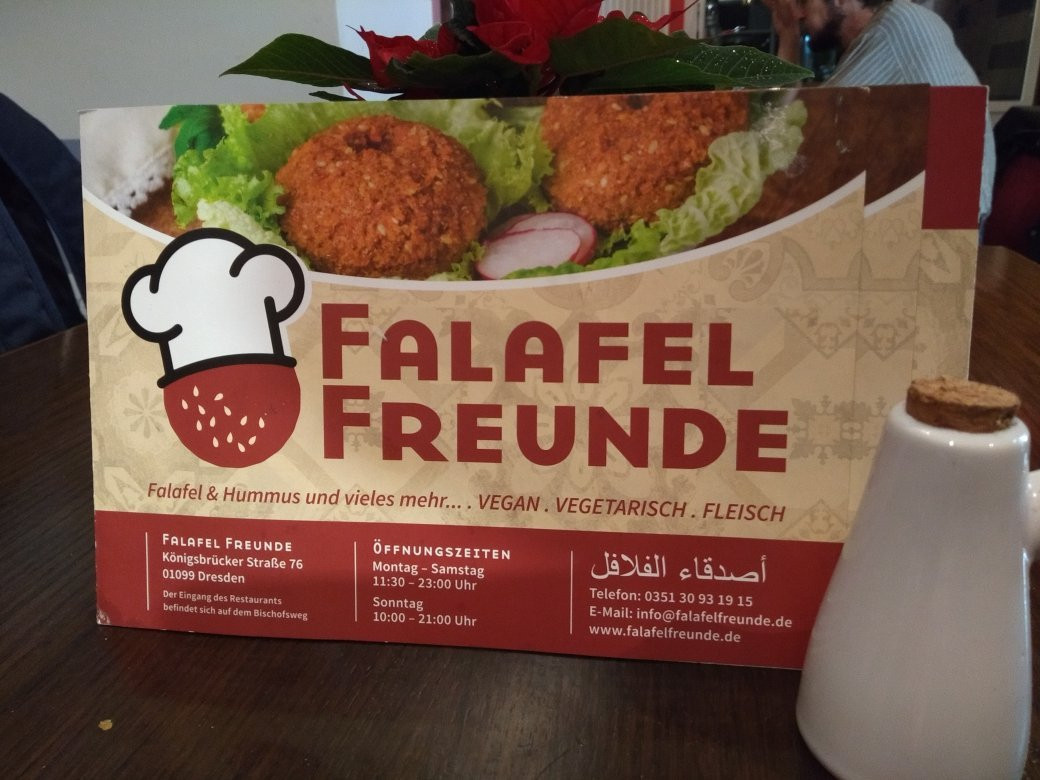 FALAFEL
FREUNDE
Falafel & Hummus und vieles mehr... . VEGAN . VEGETARISCH . FLEISCH
FALAFEL FREUNDE
Königsbrücker Straße 76
01099 Dresden
Der Eingang des Restaurants
befindet sich auf dem Bischofsweg
ÖFFNUNGSZEITEN
Montag – Samstag
11:30 – 23:00 Uhr
Sonntag
10:00 – 21:00 Uhr
أصدقاء الفلافل
Telefon: 0351 30 93 19 15
E-Mail: info@falafelfreunde.de
www.falafelfreunde.de